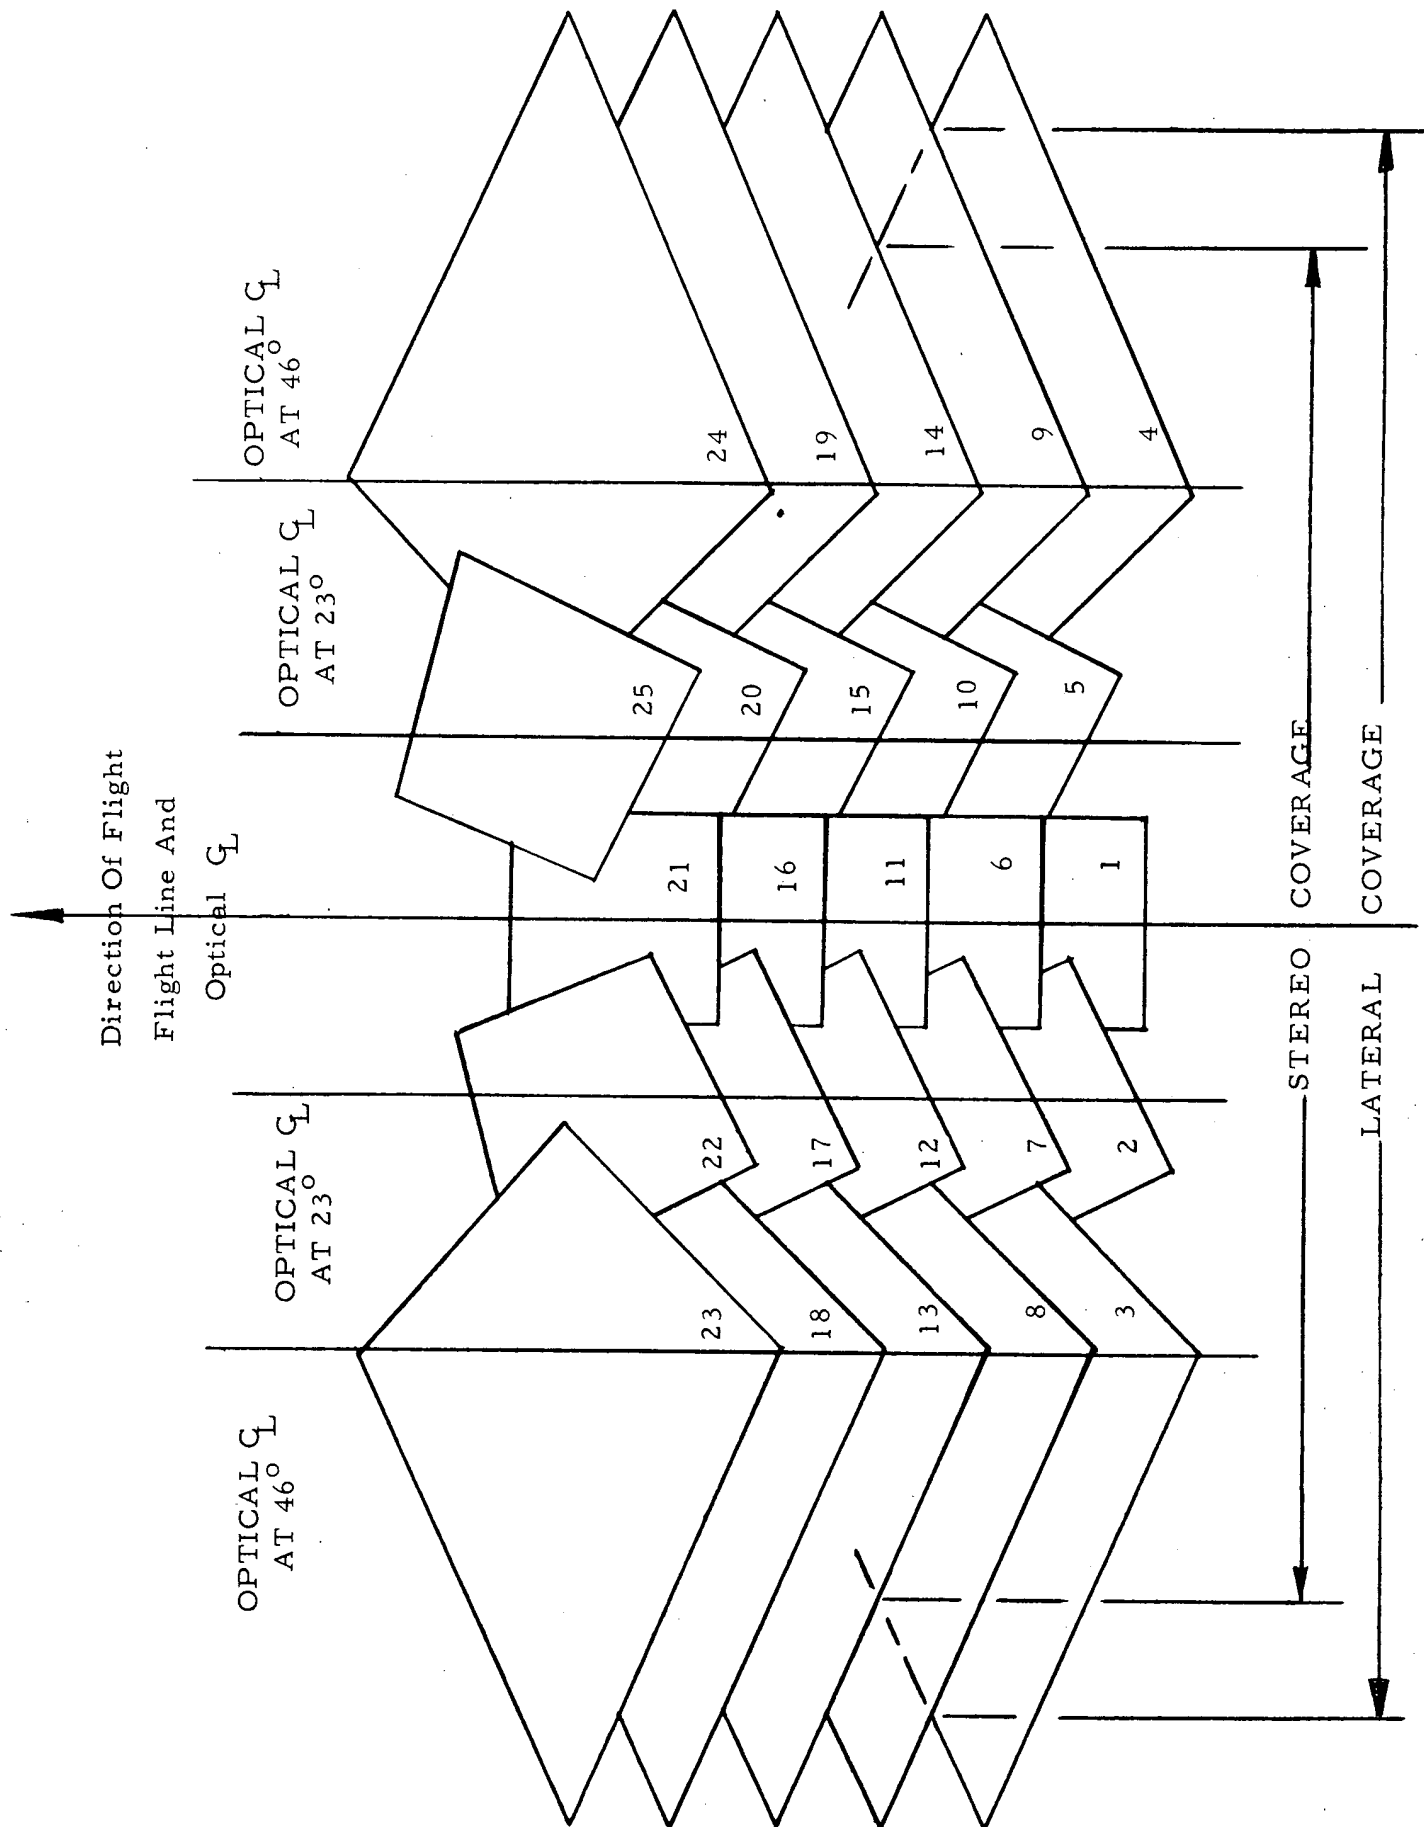 Direction Of Flight
Flight Line And
Optical ℄
OPTICAL ℄
AT 46°
OPTICAL ℄
AT 23°
OPTICAL ℄
AT 23°
OPTICAL ℄
AT 46°
23 22 21 25 24
18 17 16 20 19
13 12 11 15 14
8 7 6 10 9
3 2 1 5 4
STEREO COVERAGE
LATERAL COVERAGE